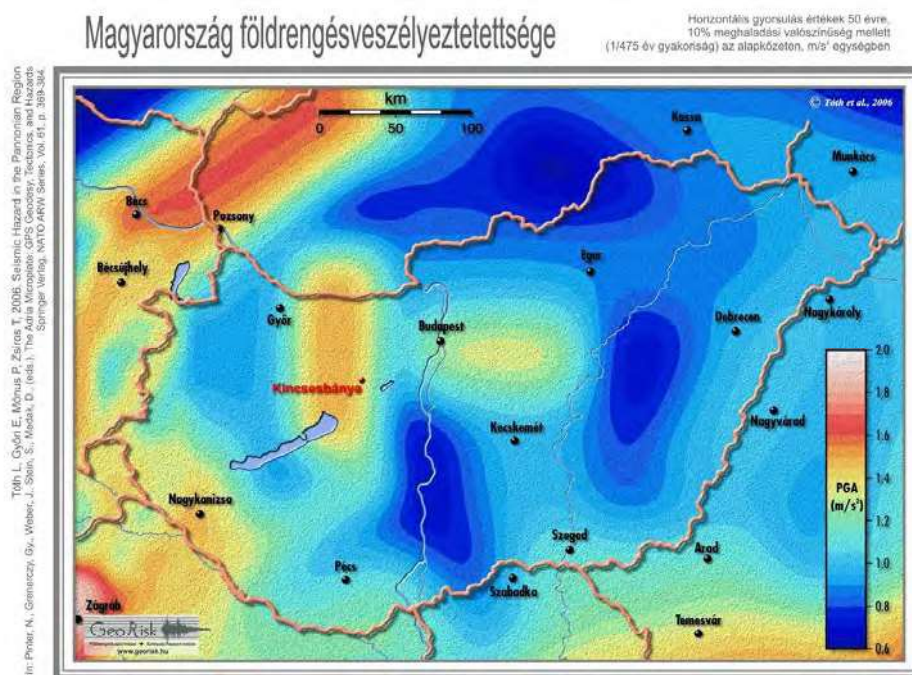 Magyarország földrengésveszélyeztetettsége
Horizontális gyorsulás értékek 50 évre,
10% meghaladási valószínűség mellett
(1/475 év gyakoriság) az alapkőzeten, m/s² egységben
Tóth L, Győri E, Mónus P, Zsíros T, 2006. Seismic Hazard in the Pannonian Region
In: Pinter, N., Grenerczy, Gy., Weber, J. Stein, S., Medak, D., (eds.), The Adria Microplate: GPS Geodesy, Tectonics, and Hazards
Springer Verlag, NATO ARW Series, Vol. 61, p. 369-384.
km
0 50 100
© Tóth et al., 2006
Kassa
Munkács
Bécs
Pozsony
Bécsújhely
Eger
Győr
Budapest
Debrecen
Nagykároly
Kincsesbánya
Kecskemét
Nagyvárad
Nagykanizsa
Szeged
Arad
Pécs
Szabadka
Zágráb
Temesvár
PGA
(m/s²)
2.0
1.8
1.6
1.4
1.2
1.0
0.8
0.6
GeoRisk
www.georisk.hu